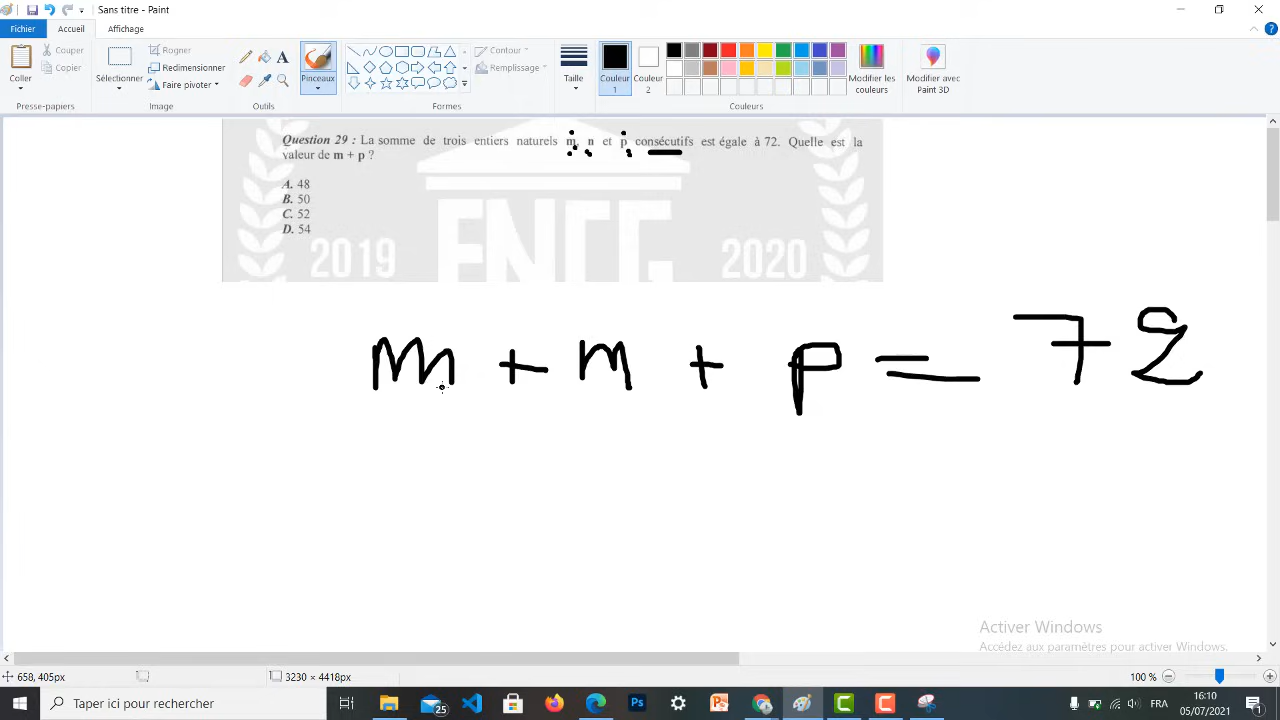 Sans titre - Paint
Fichier Accueil Affichage
Coller
Couper
Copier
Presse-papiers
Sélectionner
Rogner
Redimensionner
Faire pivoter
Image
Outils
Pinceaux
Formes
Contour
Remplissage
Taille
Couleur 1
Couleur 2
Couleurs
Modifier les couleurs
Modifier avec Paint 3D
Question 29 : La somme de trois entiers naturels m, n et p consécutifs est égale à 72. Quelle est la
valeur de m + p ?
A. 48
B. 50
C. 52
D. 54
2019 ENCG 2020
m + n + p = 72
Activer Windows
Accédez aux paramètres pour activer Windows.
658, 405px
3230 × 4418px
100 %
Taper ici pour rechercher
25
FRA
16:10
05/07/2021
1